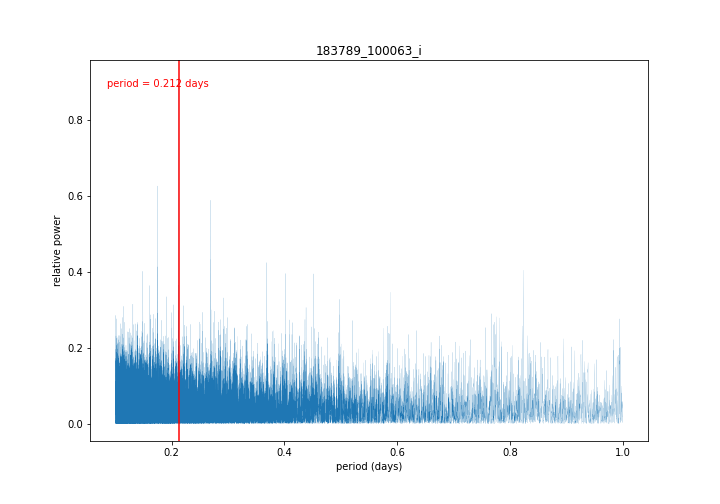 183789_100063_i
period = 0.212 days
relative power
0.8
0.6
0.4
0.2
0.0
0.2 0.4 0.6 0.8 1.0
period (days)